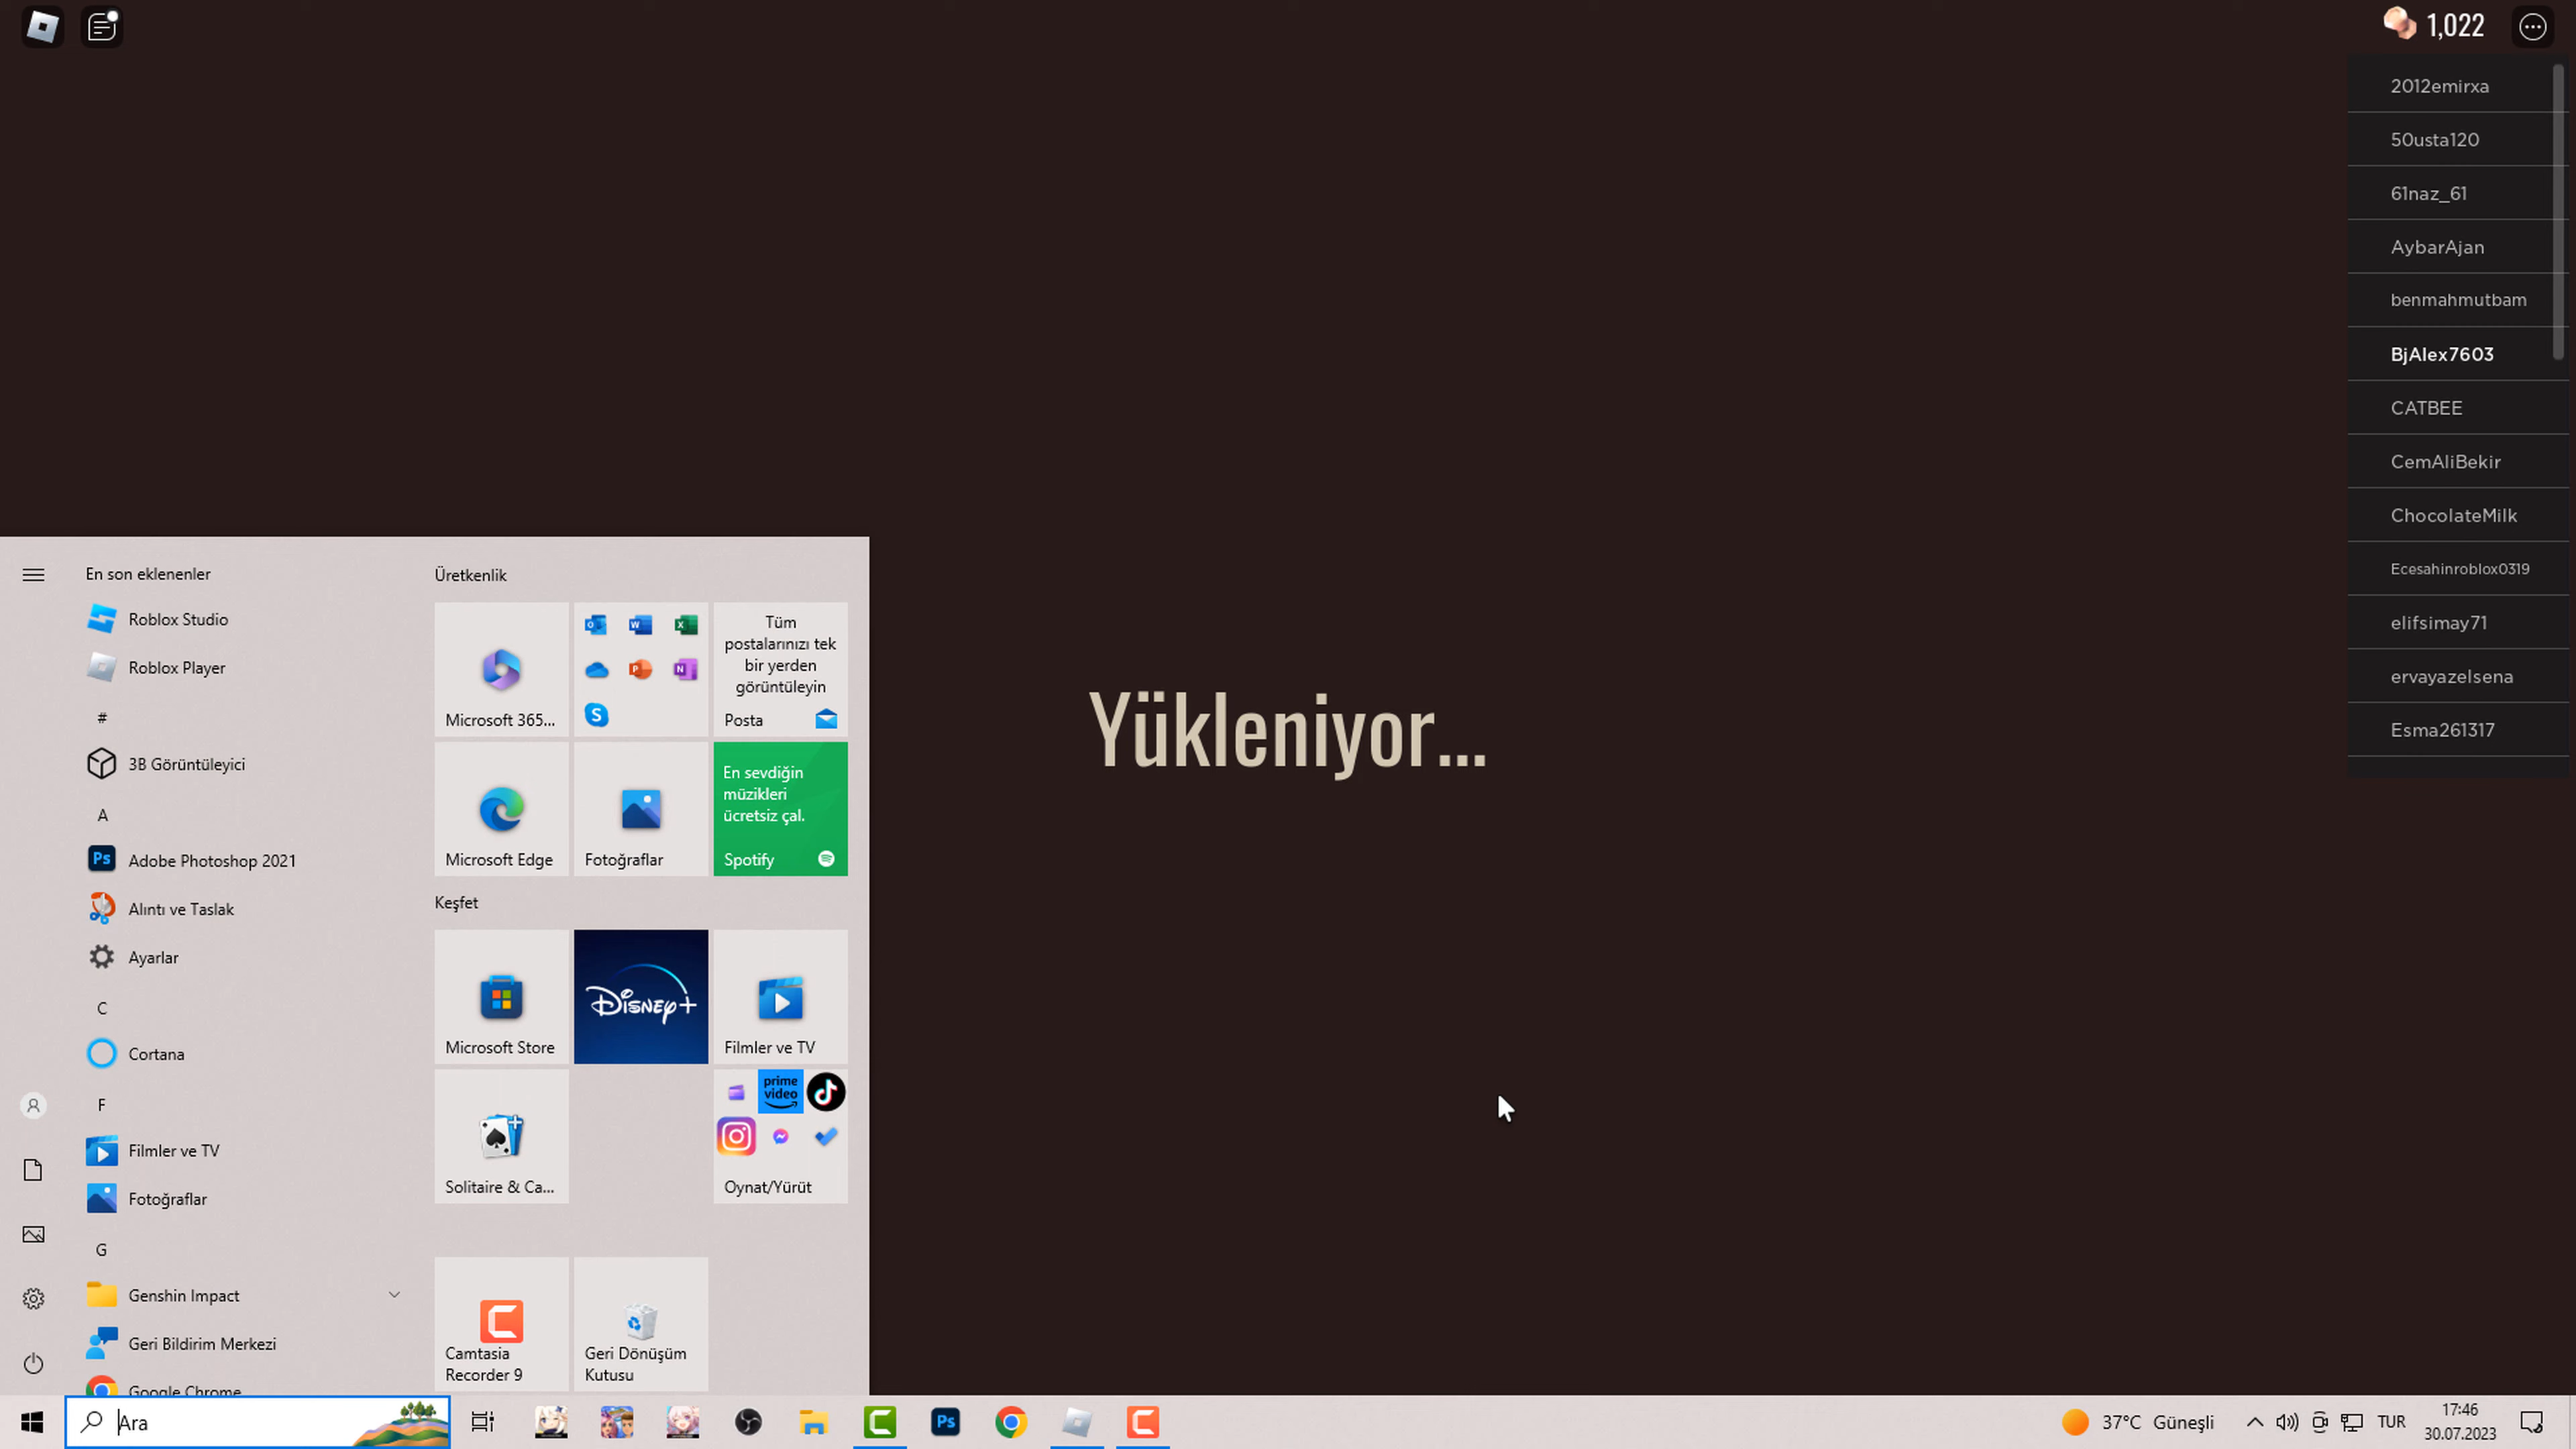 1,022
2012emirxa
50usta120
61naz_61
AybarAjan
benmahmutbam
BjAlex7603
CATBEE
CemAliBekir
ChocolateMilk
Ecesahinroblox0319
elifsimay71
ervayazelsena
Esma261317
Yükleniyor...
En son eklenenler
Roblox Studio
Roblox Player
#
3B Görüntüleyici
A
Ps
Adobe Photoshop 2021
Alıntı ve Taslak
Ayarlar
C
Cortana
F
Filmler ve TV
Fotoğraflar
G
Genshin Impact
Geri Bildirim Merkezi
Google Chrome
Üretkenlik
Microsoft 365...
Tüm
postalarınızı tek
bir yerden
görüntüleyin
Posta
Microsoft Edge
Fotoğraflar
En sevdiğin
müzikleri
ücretsiz çal.
Spotify
Keşfet
Microsoft Store
Disney+
Filmler ve TV
Solitaire & Ca...
prime
video
Oynat/Yürüt
Camtasia
Recorder 9
Geri Dönüşüm
Kutusu
Ara
Ps
37°C Güneşli
TUR
17:46
30.07.2023